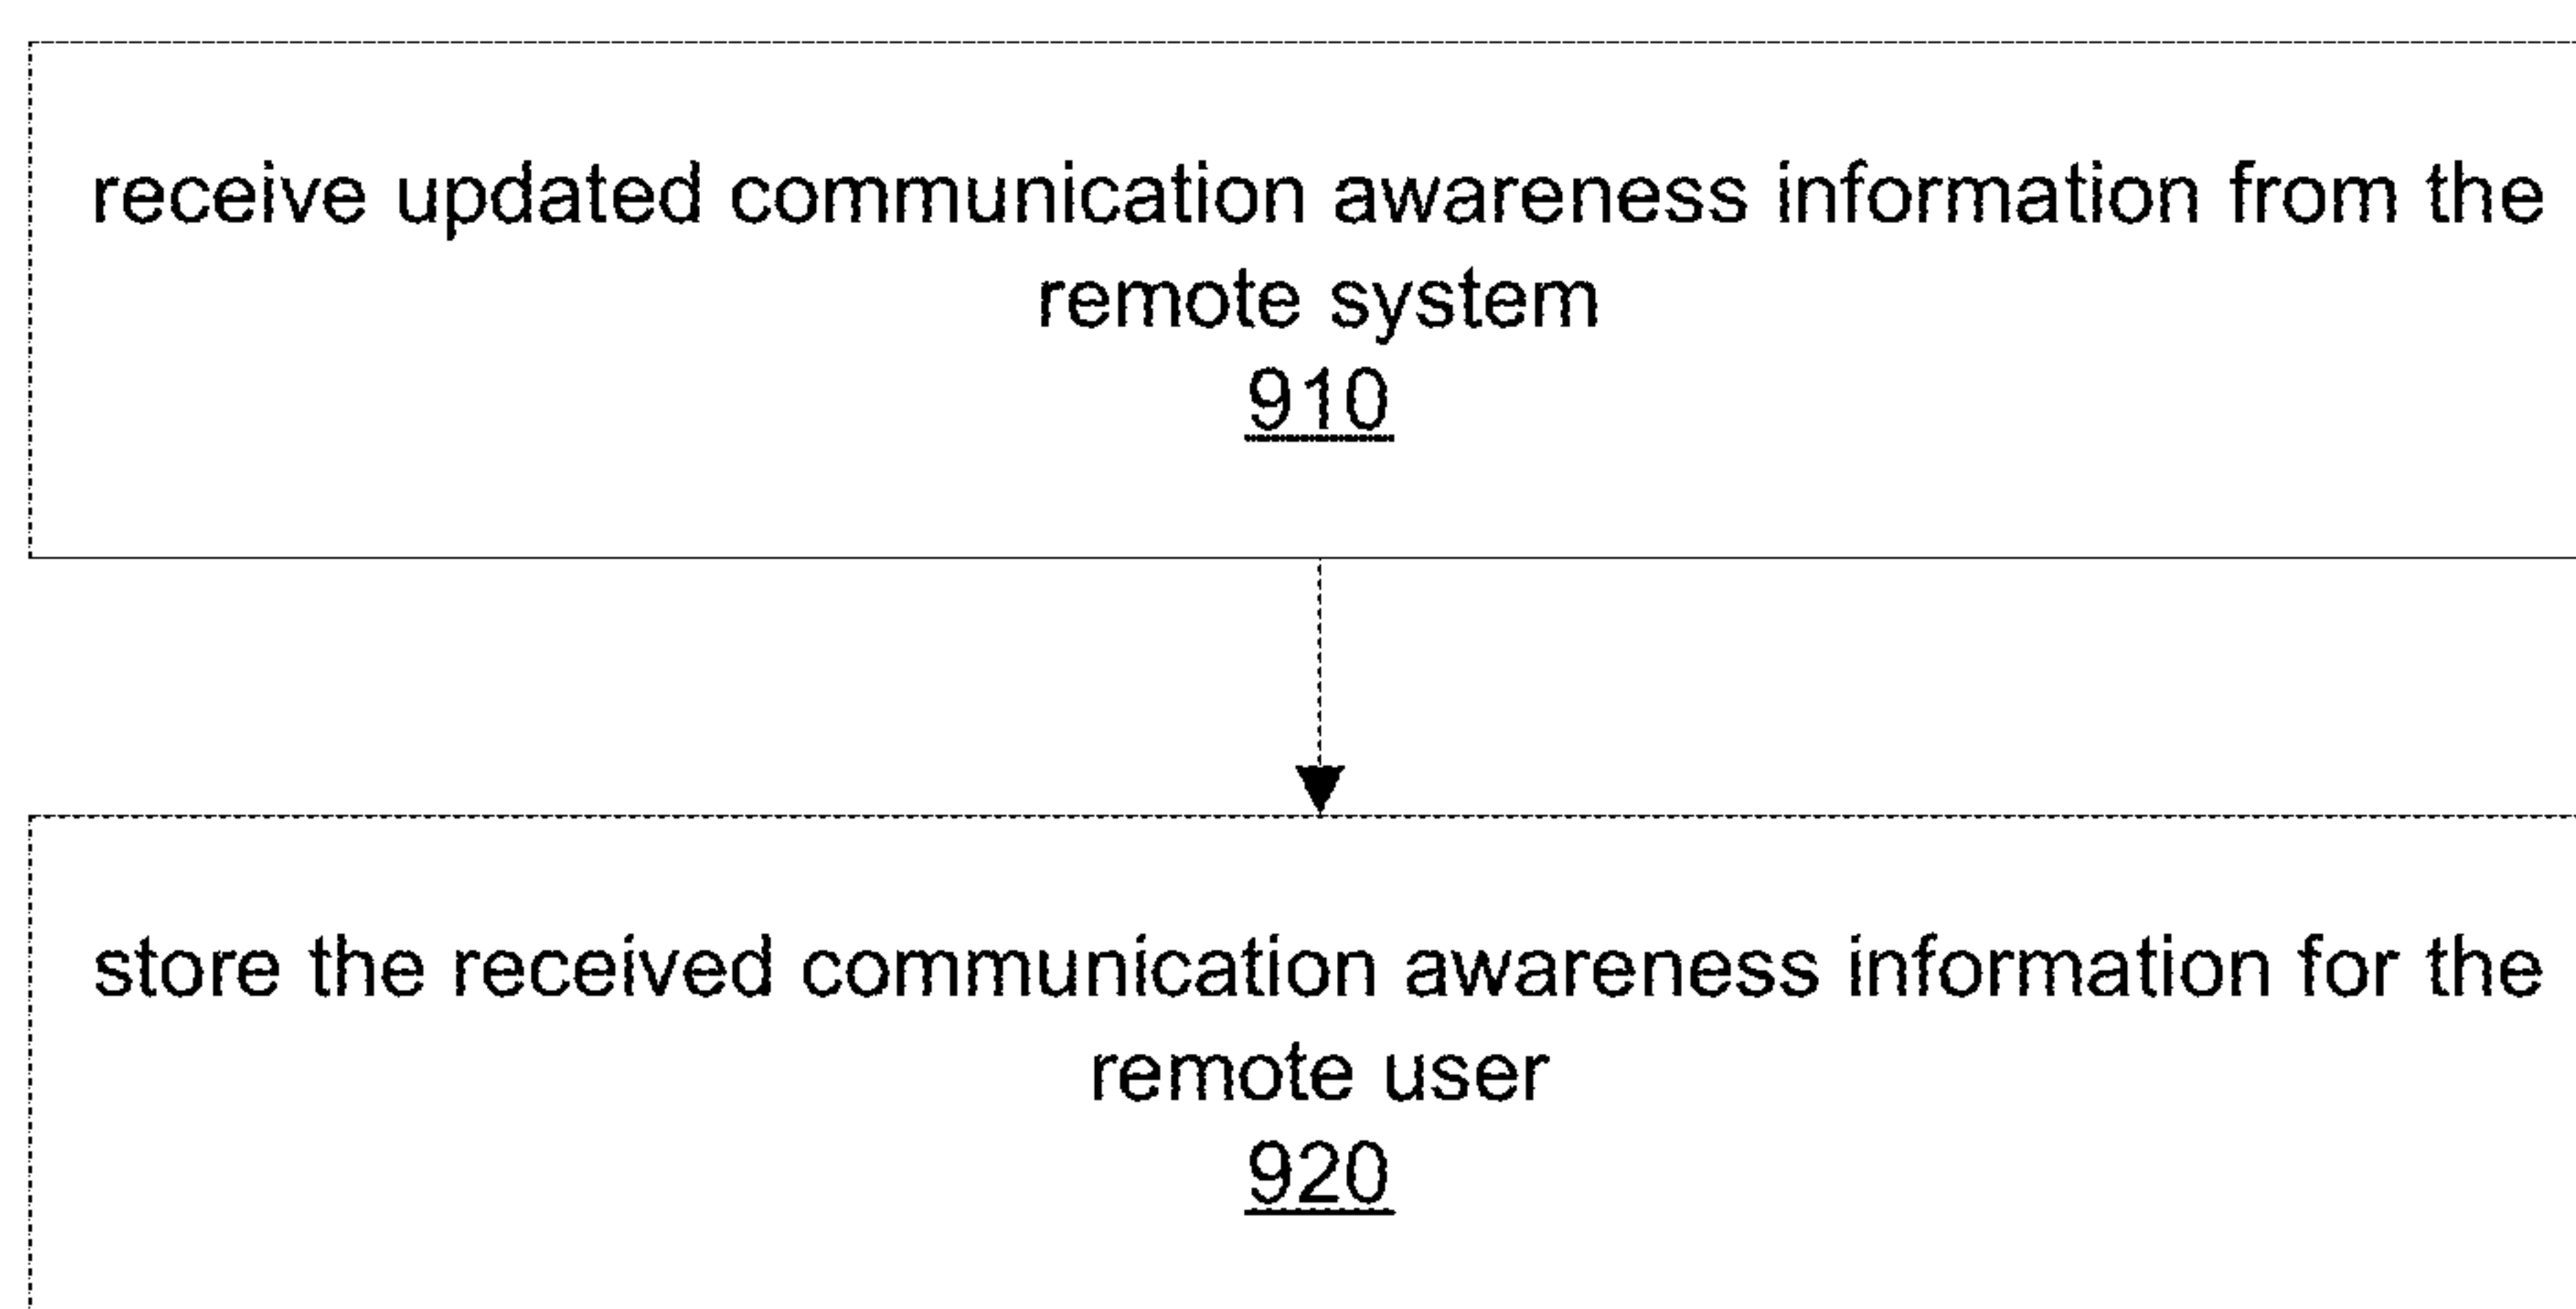 receive updated communication awareness information from the
remote system
910
store the received communication awareness information for the
remote user
920